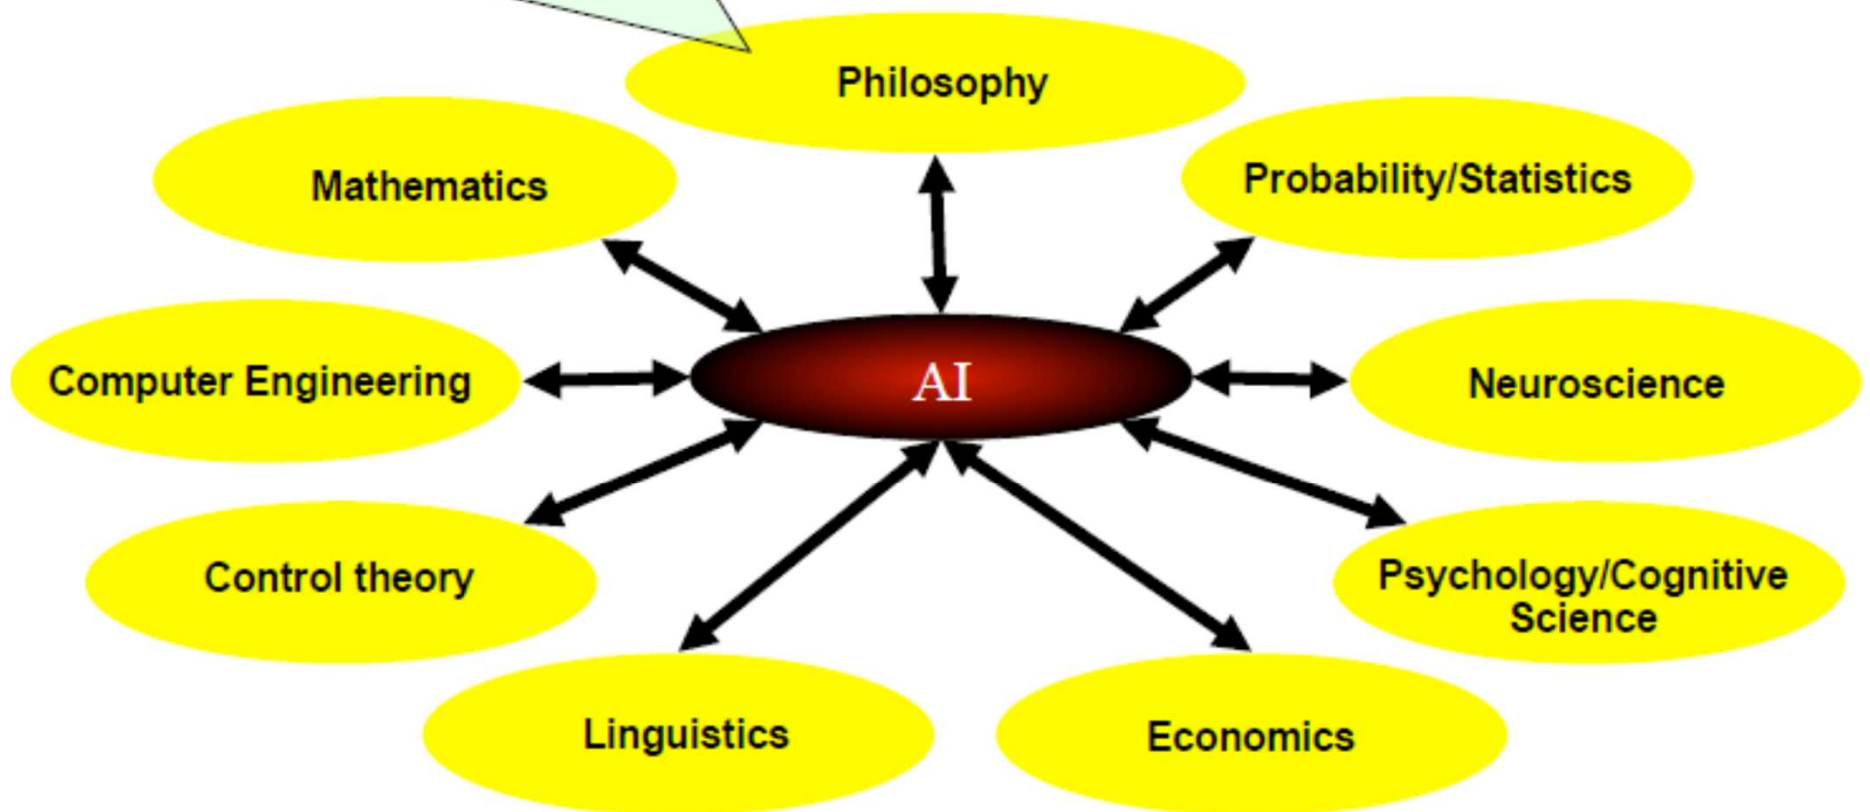 Philosophy
Mathematics
Probability/Statistics
Computer Engineering
AI
Neuroscience
Control theory
Psychology/Cognitive
Science
Linguistics
Economics